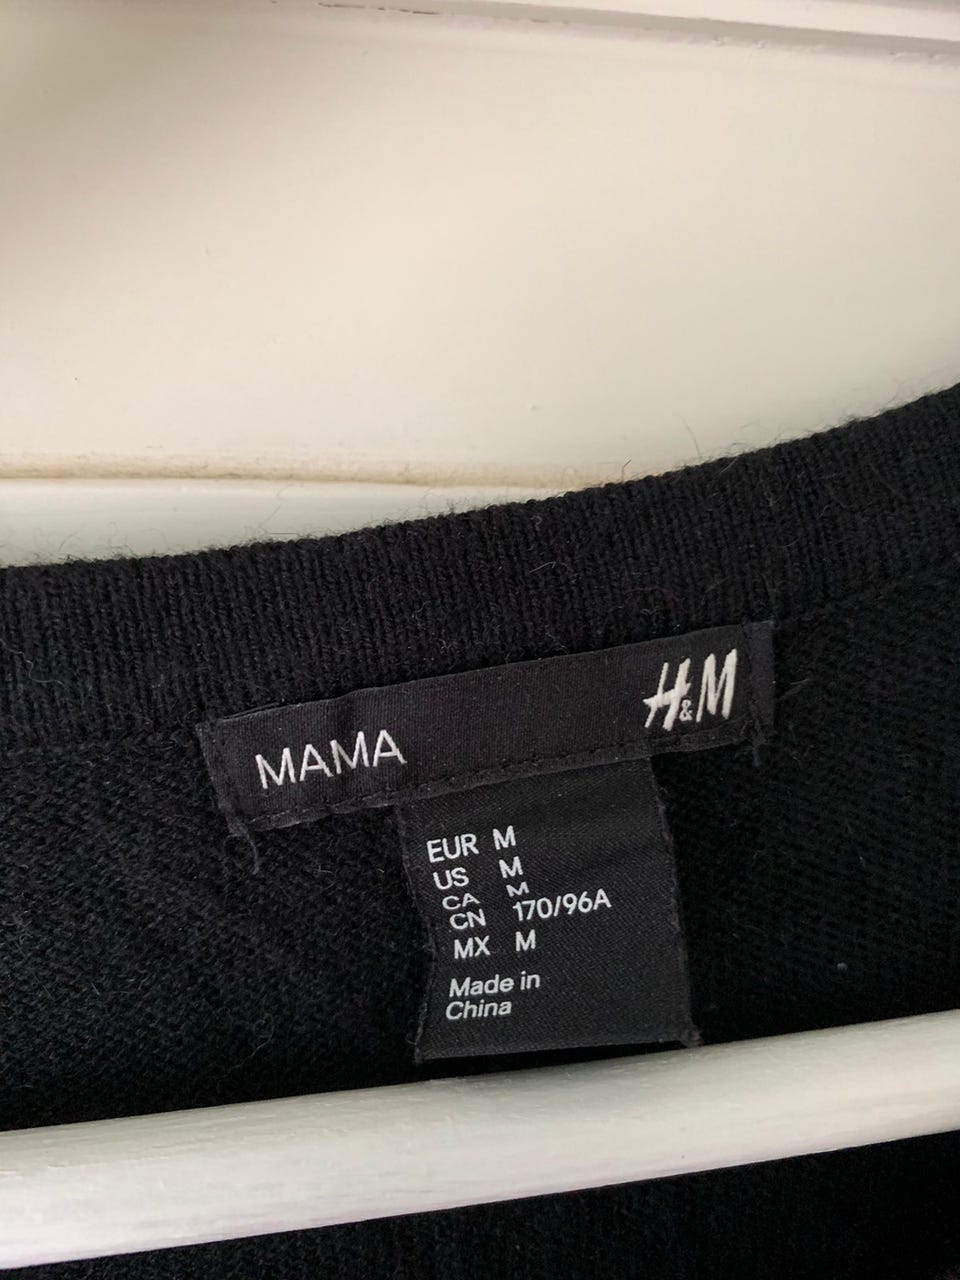 MAMA H&M
EUR M
US M
CA M
CN 170/96A
MX M
Made in
China